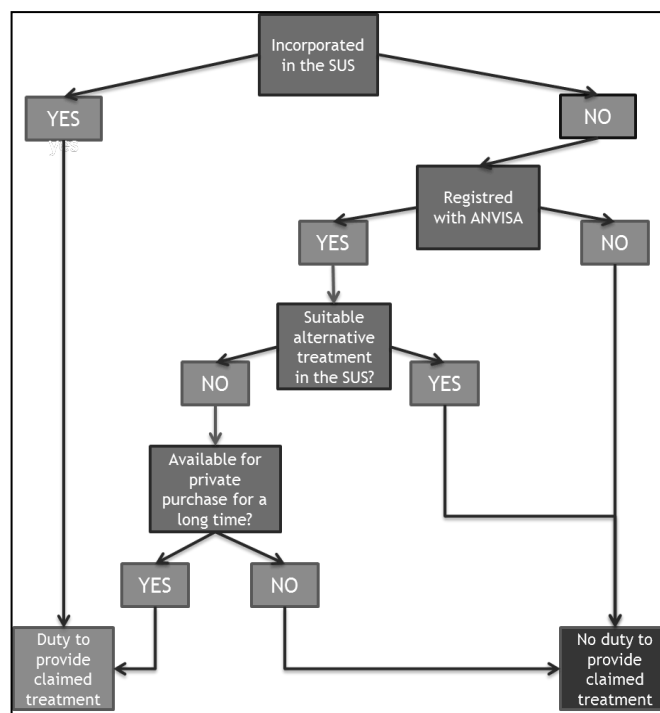 Incorporated
in the SUS
YES
yes
NO
Registred
with ANVISA
YES
NO
Suitable
alternative
treatment
in the SUS?
NO
YES
Available for
private
purchase for a
long time?
YES
NO
Duty to
provide
claimed
treatment
No duty to
provide
claimed
treatment